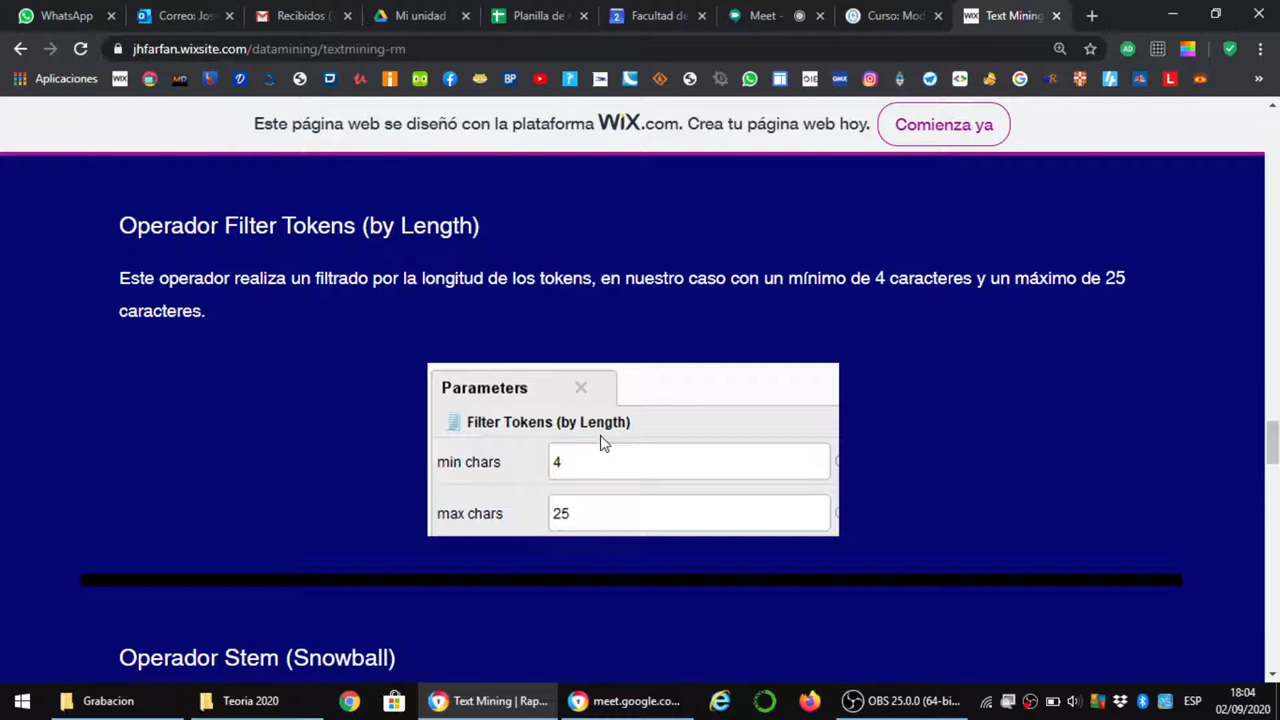 WhatsApp
Correo: Jos
Recibidos (
Mi unidad
Planilla de
Facultad de
Meet -
Curso: Mod
Text Mining
jhfarfan.wixsite.com/datamining/textmining-rm
Aplicaciones
Este página web se diseñó con la plataforma WiX.com. Crea tu página web hoy.
Comienza ya
Operador Filter Tokens (by Length)
Este operador realiza un filtrado por la longitud de los tokens, en nuestro caso con un mínimo de 4 caracteres y un máximo de 25
caracteres.
Parameters
Filter Tokens (by Length)
min chars 4
max chars 25
Operador Stem (Snowball)
Grabacion
Teoria 2020
Text Mining | Rap...
meet.google.co...
OBS 25.0.0 (64-bi...
ESP
18:04
02/09/2020